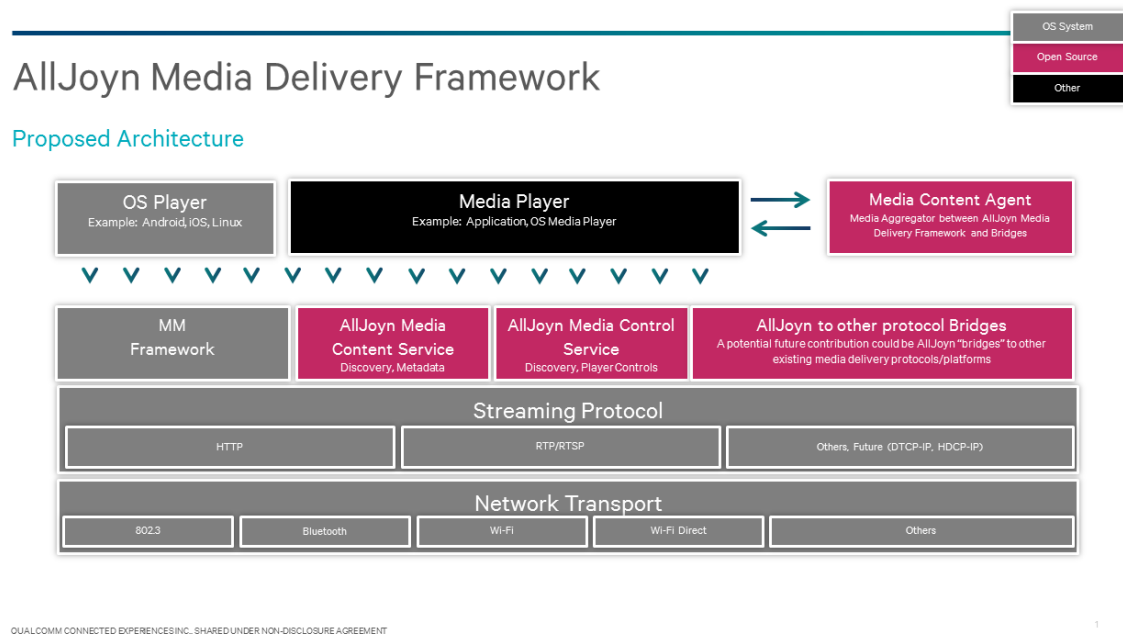 OS System
Open Source
Other
AllJoyn Media Delivery Framework
Proposed Architecture
OS Player
Example: Android, iOS, Linux
Media Player
Example: Application, OS Media Player
Media Content Agent
Media Aggregator between AllJoyn Media
Delivery Framework and Bridges
MM
Framework
AllJoyn Media
Content Service
Discovery, Metadata
AllJoyn Media Control
Service
Discovery, Player Controls
AllJoyn to other protocol Bridges
A potential future contribution could be AllJoyn “bridges” to other
existing media delivery protocols/platforms
Streaming Protocol
HTTP
RTP/RTSP
Others, Future (DTCP-IP, HDCP-IP)
Network Transport
802.3
Bluetooth
Wi-Fi
Wi-Fi Direct
Others
QUALCOMM CONNECTED EXPERIENCES INC., SHARED UNDER NON-DISCLOSURE AGREEMENT
1